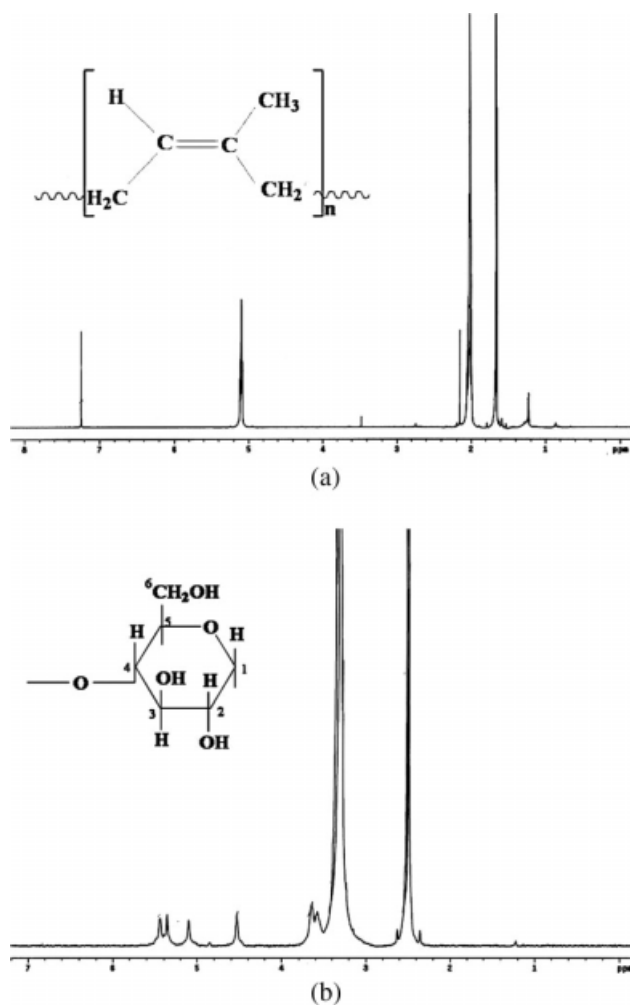 H
CH₃
C
C
H₂C
CH₂
n
8 7 6 5 4 3 2 1 ppm
(a)
⁶CH₂OH
H
5
O
H
4
OH
H
1
O
3
2
H
OH
7 6 5 4 3 2 1 ppm
(b)